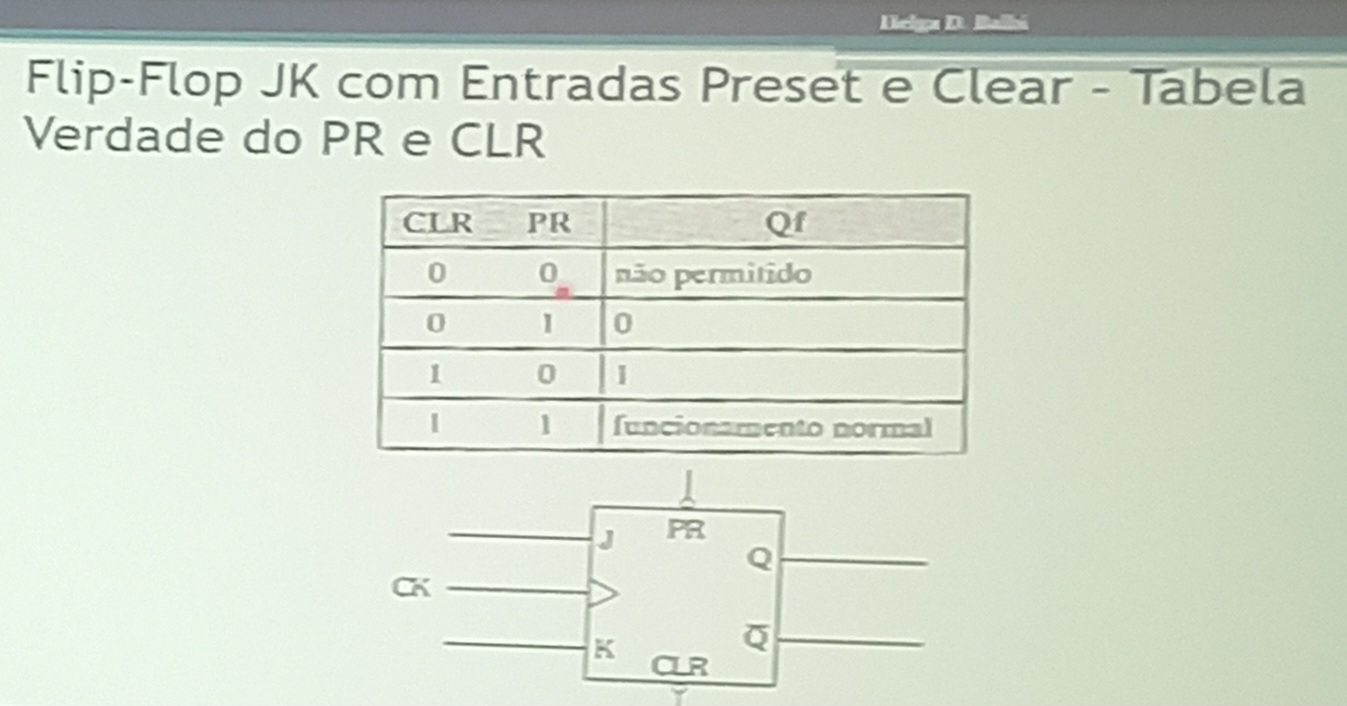 Helga D. Balbi
Flip-Flop JK com Entradas Preset e Clear - Tabela
Verdade do PR e CLR
CLR PR Qf
0 0 não permitido
0 1 0
1 0 1
1 1 funcionamento normal
PR
J
Q
CK
K
Q̅
CLR